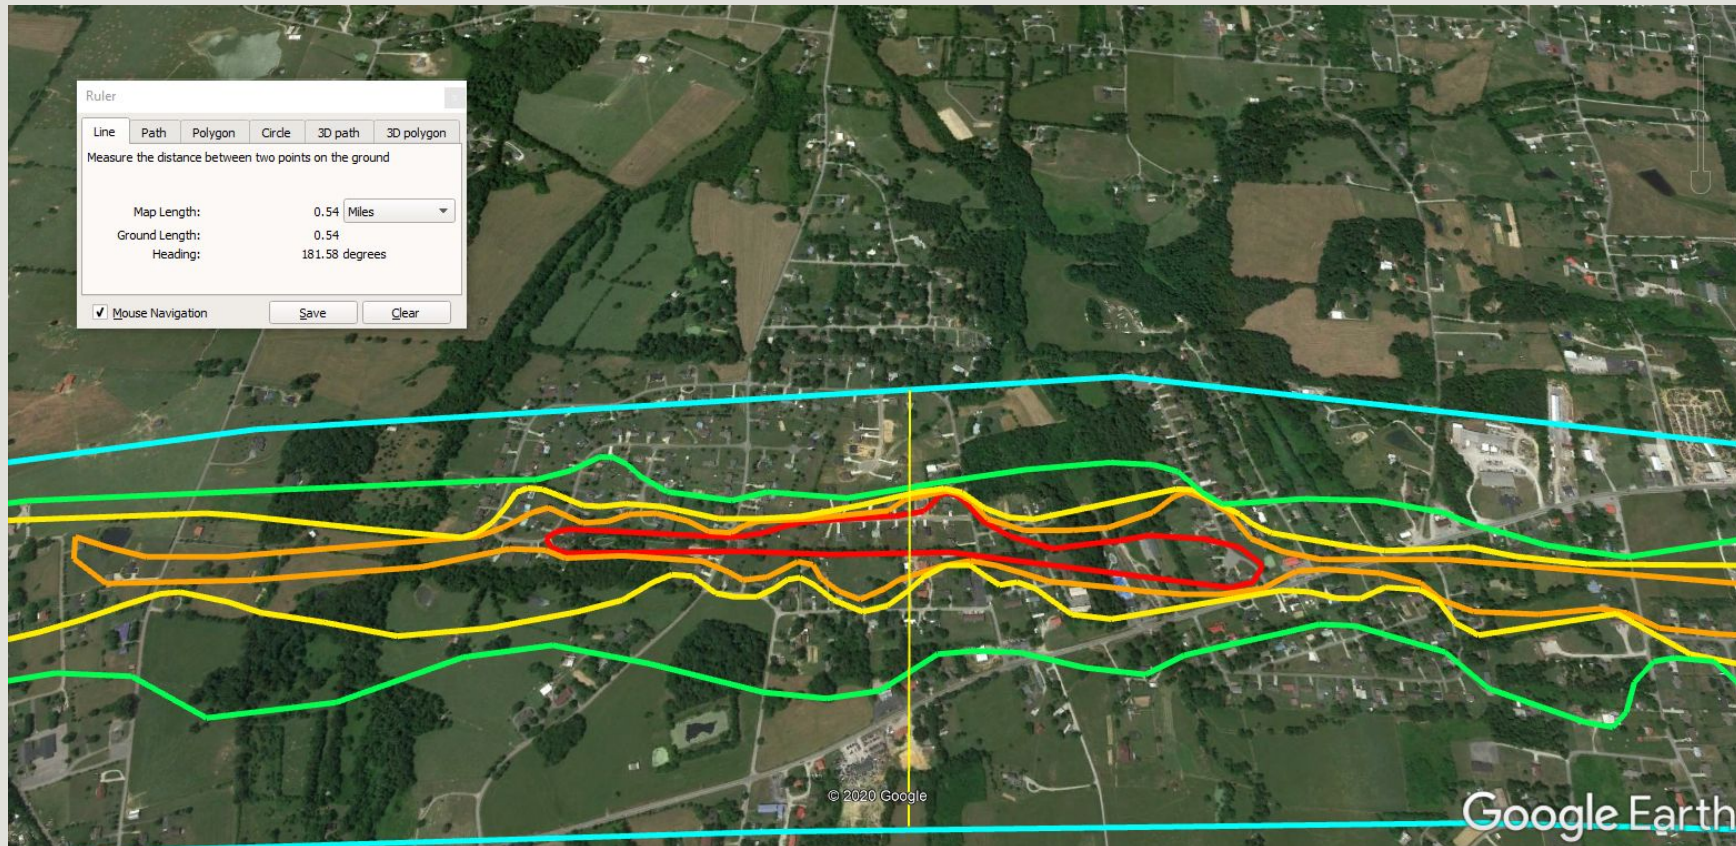 Ruler
Line Path Polygon Circle 3D path 3D polygon
Measure the distance between two points on the ground
Map Length: 0.54 Miles
Ground Length: 0.54
Heading: 181.58 degrees
Mouse Navigation Save Clear
© 2020 Google
Google Earth